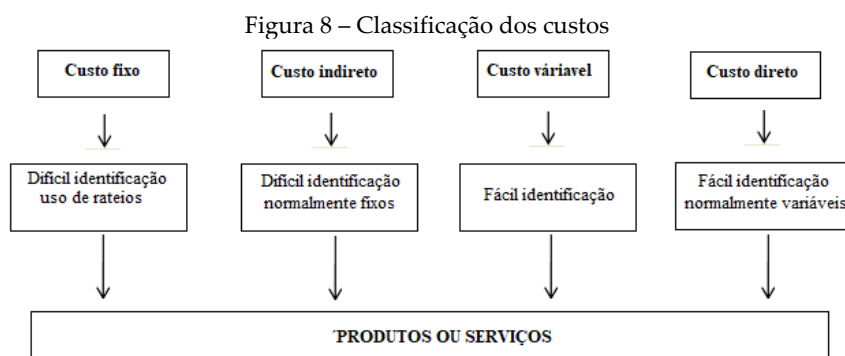 Figura 8 – Classificação dos custos
Custo fixo
Custo indireto
Custo váriavel
Custo direto
Difícil identificação
uso de rateios
Difícil identificação
normalmente fixos
Fácil identificação
Fácil identificação
normalmente variáveis
PRODUTOS OU SERVIÇOS